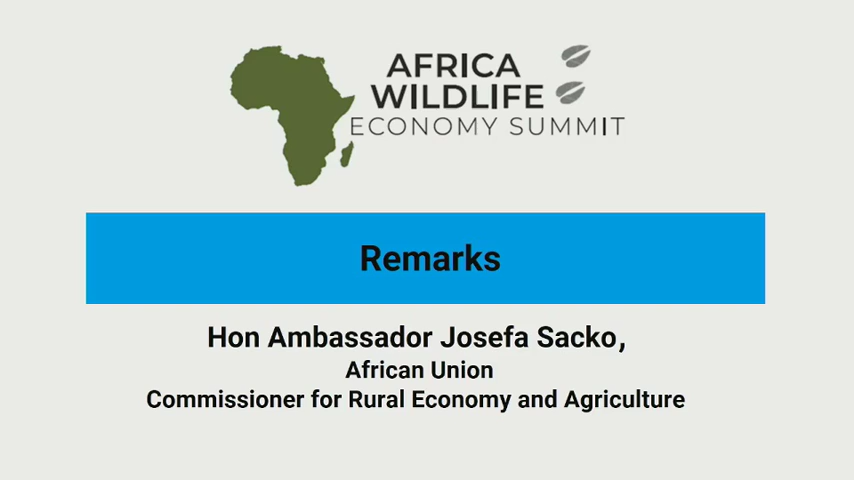 AFRICA
WILDLIFE
ECONOMY SUMMIT
Remarks
Hon Ambassador Josefa Sacko,
African Union
Commissioner for Rural Economy and Agriculture